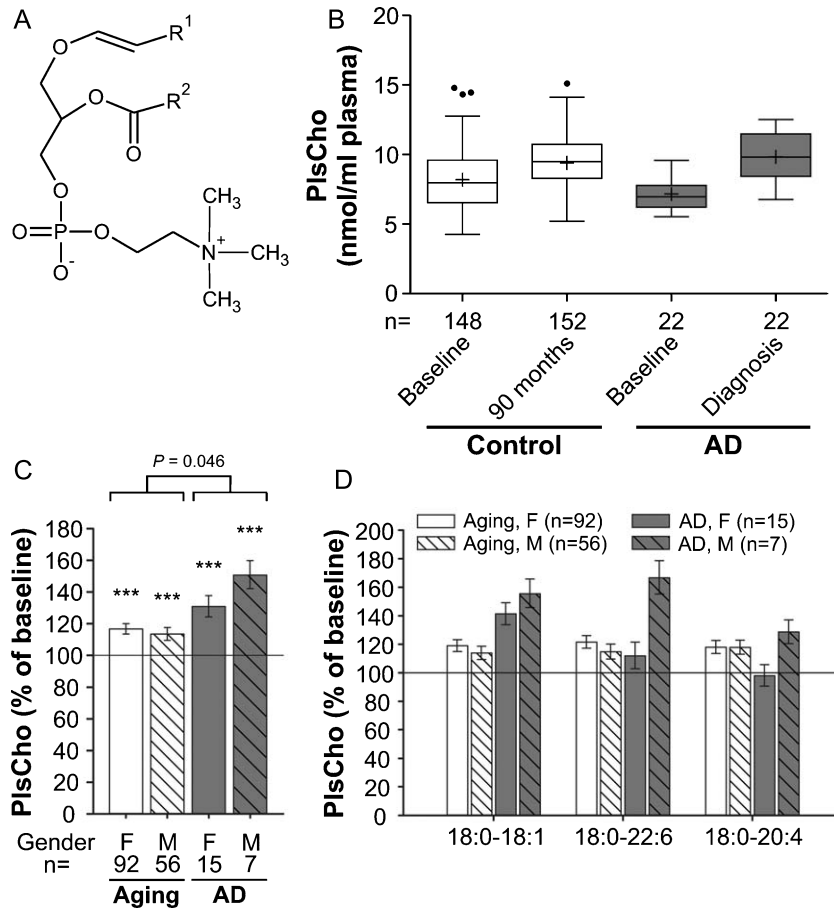 A
O
R¹
O
R²
O
O
O=P
O
O⁻
N⁺
CH₃
CH₃
CH₃
B
PlsCho
(nmol/ml plasma)
20
15
10
5
0
n= 148 152 22 22
Baseline
90 months
Baseline
Diagnosis
Control AD
C
P = 0.046
PlsCho (% of baseline)
180
160
140
120
100
80
60
40
20
0
*** *** *** ***
Gender F M F M
n= 92 56 15 7
Aging AD
D
Aging, F (n=92) AD, F (n=15)
Aging, M (n=56) AD, M (n=7)
PlsCho (% of baseline)
200
180
160
140
120
100
80
60
40
20
0
18:0-18:1 18:0-22:6 18:0-20:4